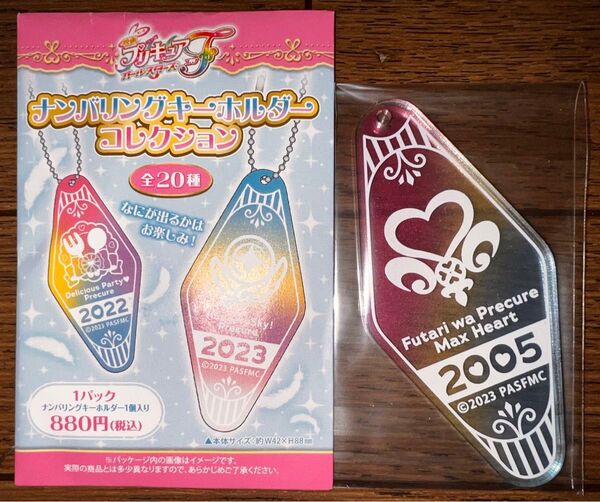 映画
プリキュア
オールスターズ
F
ナンバリングキーホルダー
コレクション
全20種
なにが出るかは
お楽しみ!
Delicious Party♡
Precure
2022
©2023 PASFMC
Sky!
Precure
2023
©2023 PASFMC
1パック
ナンバリングキーホルダー1個入り
880円(税込)
▲本体サイズ:約W42×H88㎜
※パッケージ内の画像はイメージです。
実際の商品とは多少異なりますので、あらかじめご了承ください。
Futari wa Precure
Max Heart
2005
©2023 PASFMC